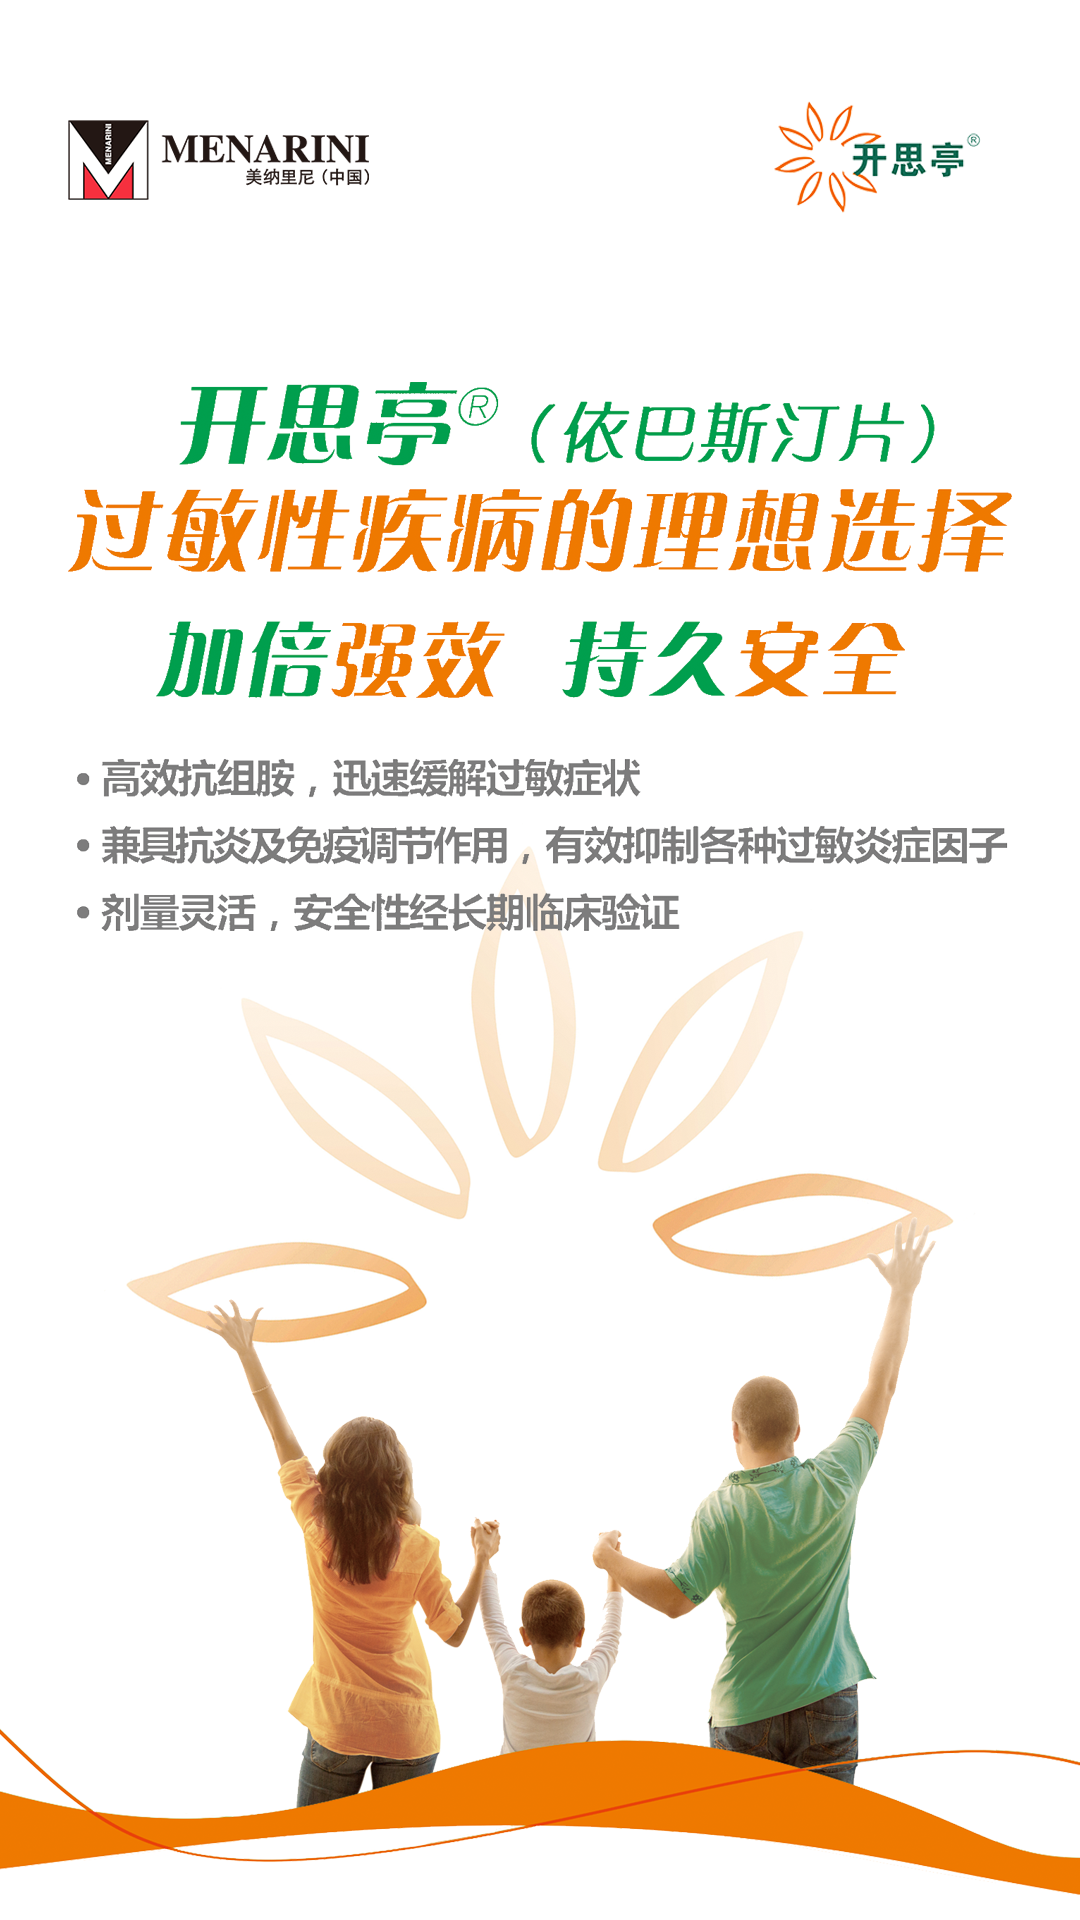 MENARINI
MENARINI
美纳里尼（中国）
开思亭®
开思亭®（依巴斯汀片）
过敏性疾病的理想选择
加倍强效 持久安全
•高效抗组胺，迅速缓解过敏症状
•兼具抗炎及免疫调节作用，有效抑制各种过敏炎症因子
•剂量灵活，安全性经长期临床验证